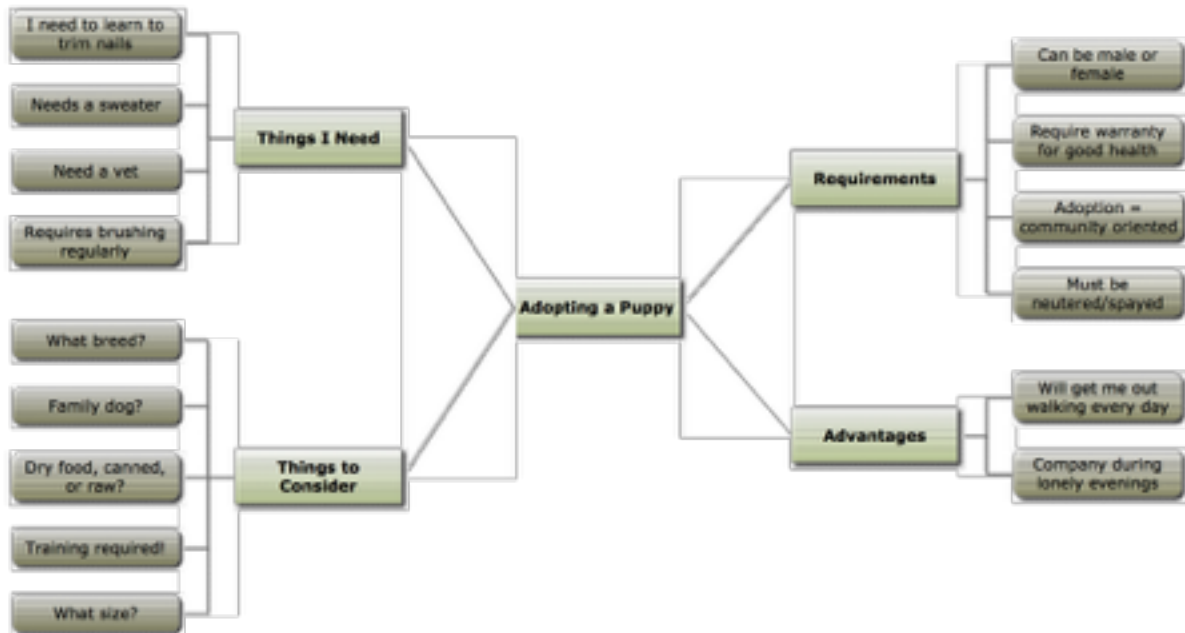 I need to learn to
trim nails
Needs a sweater
Need a vet
Requires brushing
regularly
Things I Need
What breed?
Family dog?
Dry food, canned,
or raw?
Training required!
What size?
Things to
Consider
Adopting a Puppy
Requirements
Can be male or
female
Require warranty
for good health
Adoption =
community oriented
Must be
neutered/spayed
Advantages
Will get me out
walking every day
Company during
lonely evenings